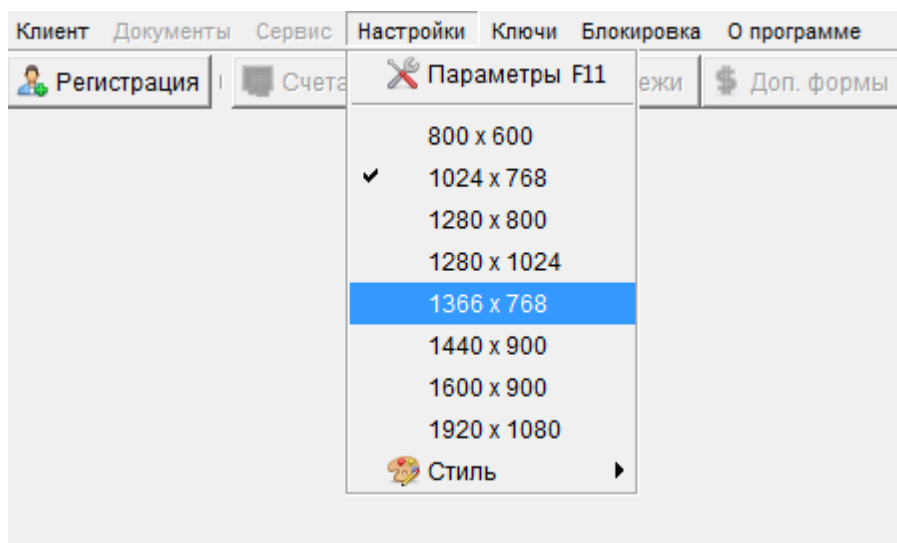 Клиент Документы Сервис Настройки Ключи Блокировка О программе
Регистрация Счета ежи $ Доп. формы
Параметры F11
800 x 600
1024 x 768
1280 x 800
1280 x 1024
1366 x 768
1440 x 900
1600 x 900
1920 x 1080
Стиль